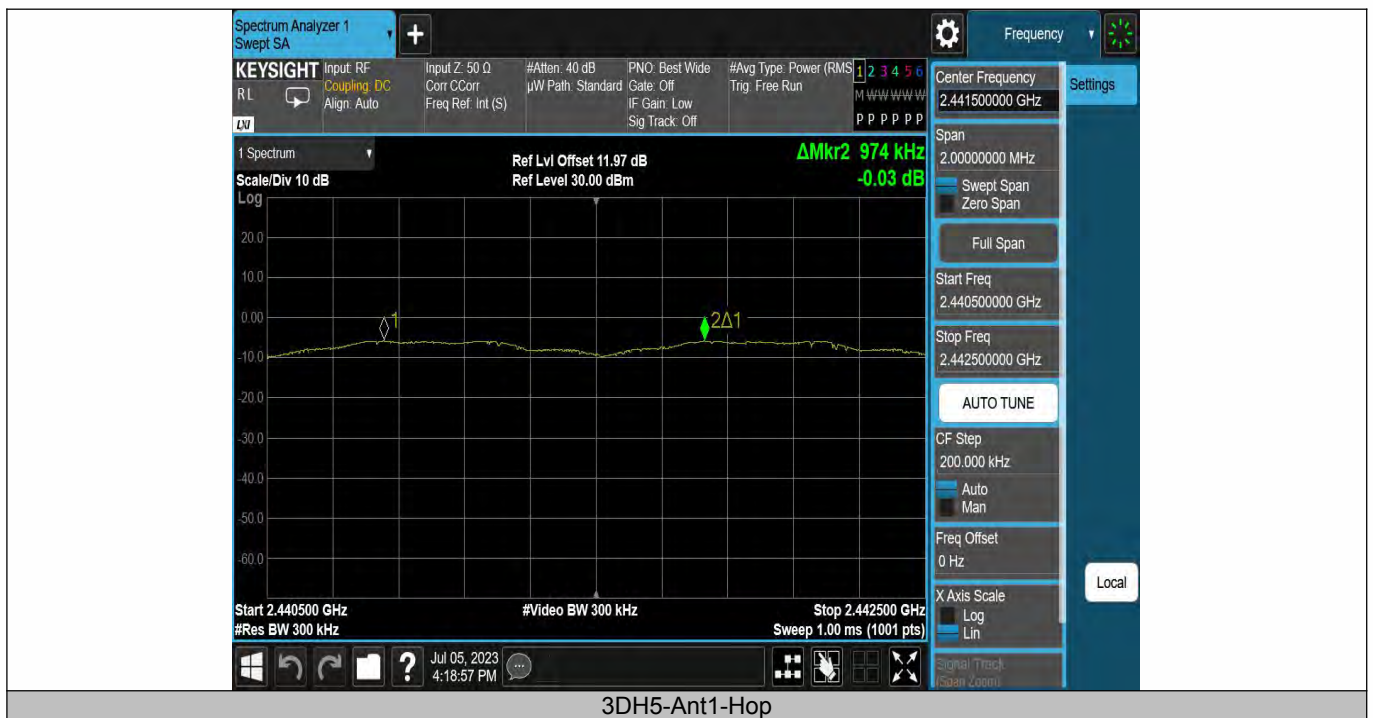 Spectrum Analyzer 1
Swept SA
+
Frequency
KEYSIGHT
RL
LXI
Input: RF
Coupling: DC
Align: Auto
Input Z: 50 Ω
Corr CCorr
Freq Ref: Int (S)
#Atten: 40 dB
µW Path: Standard
PNO: Best Wide
Gate: Off
IF Gain: Low
Sig Track: Off
#Avg Type: Power (RMS
Trig: Free Run
1 2 3 4 5 6
M W W W W W
P P P P P P
Center Frequency
2.441500000 GHz
Settings
1 Spectrum
Scale/Div 10 dB
Ref Lvl Offset 11.97 dB
Ref Level 30.00 dBm
ΔMkr2 974 kHz
-0.03 dB
Log
20.0
10.0
0.00
-10.0
-20.0
-30.0
-40.0
-50.0
-60.0
1
2Δ1
Span
2.00000000 MHz
Swept Span
Zero Span
Full Span
Start Freq
2.440500000 GHz
Stop Freq
2.442500000 GHz
AUTO TUNE
CF Step
200.000 kHz
Auto
Man
Freq Offset
0 Hz
X Axis Scale
Log
Lin
Signal Track
(Span Zoom)
Local
Start 2.440500 GHz
#Res BW 300 kHz
#Video BW 300 kHz
Stop 2.442500 GHz
Sweep 1.00 ms (1001 pts)
?
Jul 05, 2023
4:18:57 PM
3DH5-Ant1-Hop